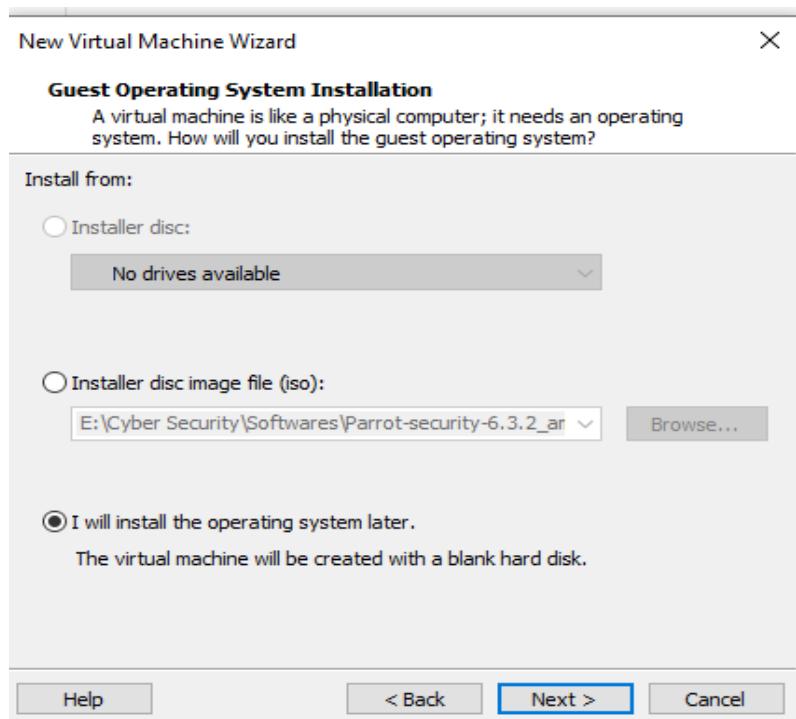 New Virtual Machine Wizard
Guest Operating System Installation
A virtual machine is like a physical computer; it needs an operating
system. How will you install the guest operating system?
Install from:
Installer disc:
No drives available
Installer disc image file (iso):
E:\Cyber Security\Softwares\Parrot-security-6.3.2_ar
Browse...
I will install the operating system later.
The virtual machine will be created with a blank hard disk.
Help
< Back
Next >
Cancel